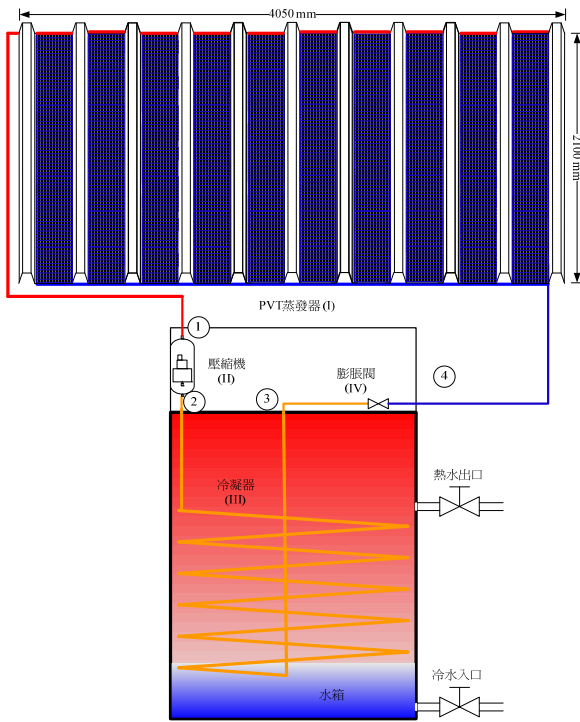 4050 mm
2100 mm
PVT蒸發器 (I)
1
壓縮機
(II)
膨脹閥
(IV)
4
2
3
冷凝器
(III)
熱水出口
冷水入口
水箱